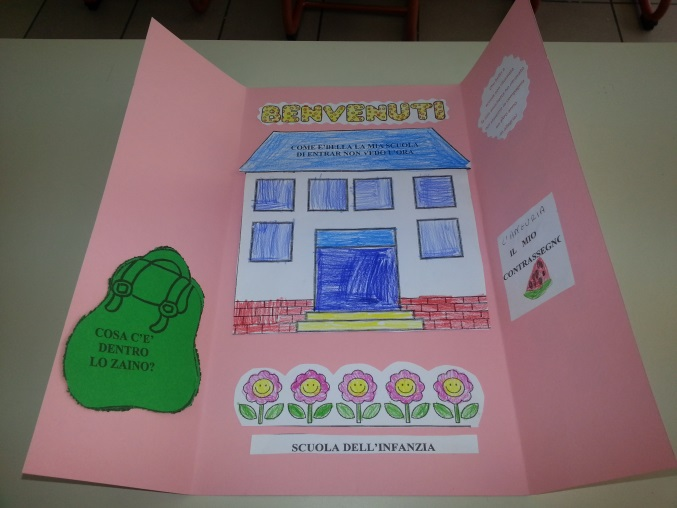 BENVENUTI
COME E' BELLA LA MIA SCUOLA
DI ENTRAR NON VEDO L'ORA
COSA C'E'
DENTRO
LO ZAINO?
L'ANGURIA
IL MIO
CONTRASSEGNO
SCUOLA DELL'INFANZIA